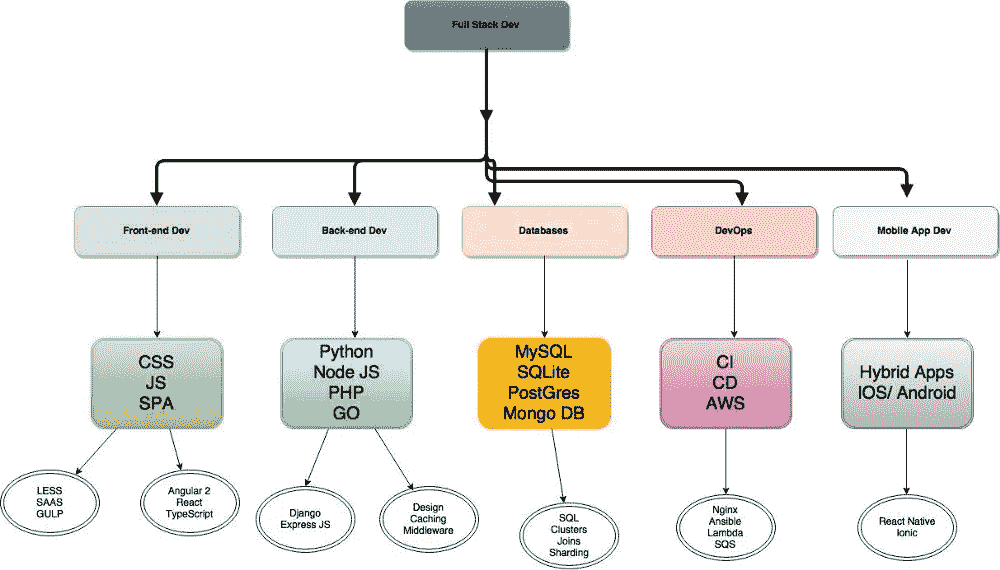 Full Stack Dev
Front-end Dev
Back-end Dev
Databases
DevOps
Mobile App Dev
CSS
JS
SPA
Python
Node JS
PHP
GO
MySQL
SQLite
PostGres
Mongo DB
CI
CD
AWS
Hybrid Apps
IOS/ Android
LESS
SAAS
GULP
Angular 2
React
TypeScript
Django
Express JS
Design
Caching
Middleware
SQL
Clusters
Joins
Sharding
Nginx
Ansible
Lambda
SQS
React Native
Ionic